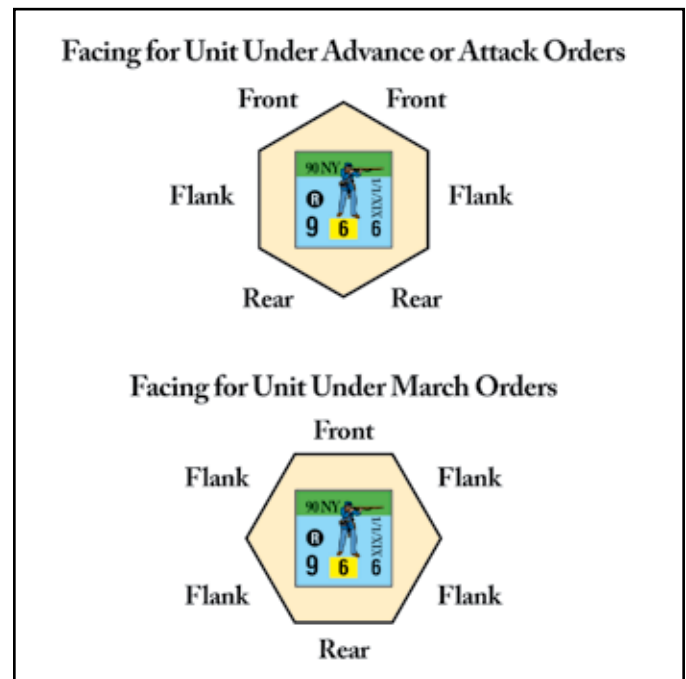 Facing for Unit Under Advance or Attack Orders
Front Front
90 NY
Flank Flank
1/1/XIX
R
9 6 6
Rear Rear
Facing for Unit Under March Orders
Front
Flank Flank
90 NY
1/1/XIX
R
9 6 6
Flank Flank
Rear